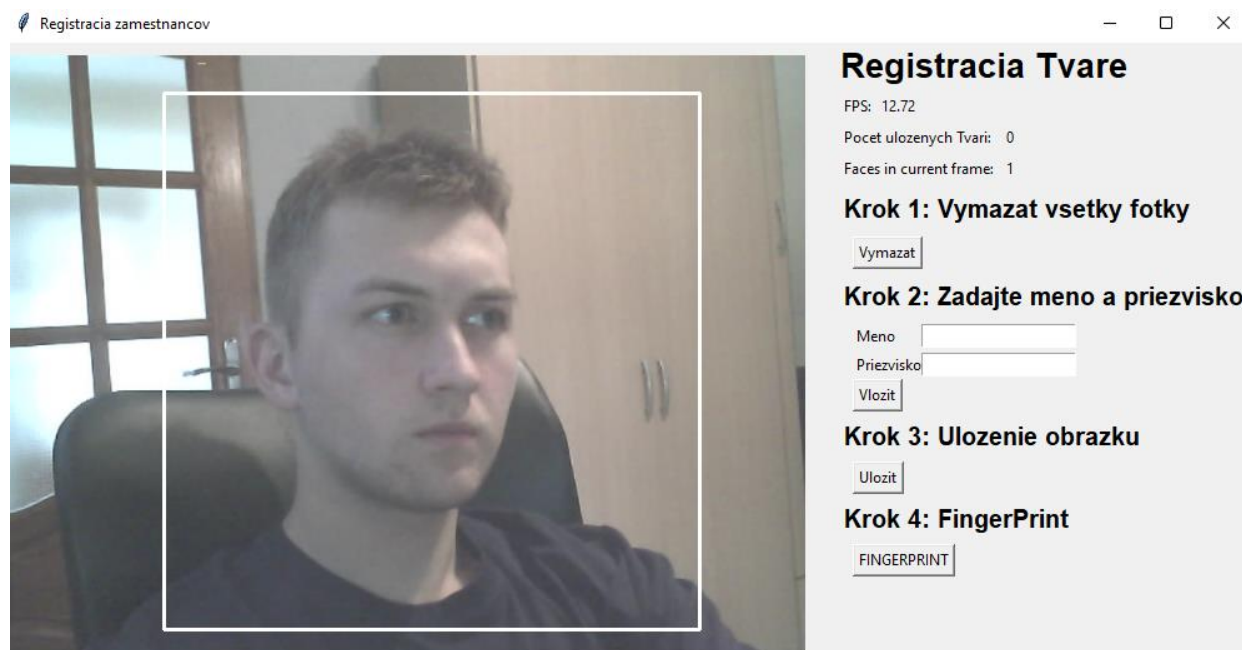 Registracia zamestnancov
Registracia Tvare
FPS: 12.72
Pocet ulozenych Tvari: 0
Faces in current frame: 1
Krok 1: Vymazat vsetky fotky
Vymazat
Krok 2: Zadajte meno a priezvisko
Meno
Priezvisko
Vlozit
Krok 3: Ulozenie obrazku
Ulozit
Krok 4: FingerPrint
FINGERPRINT